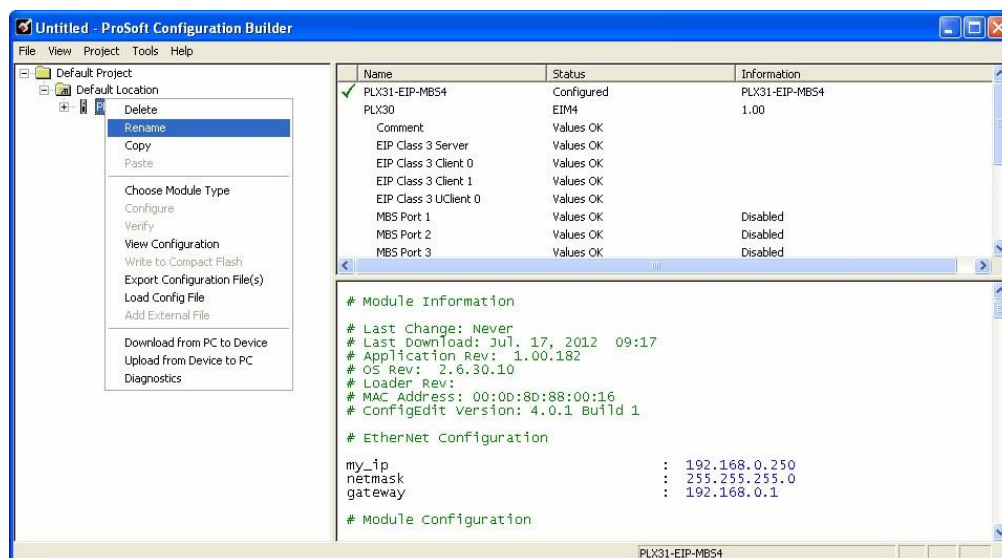 Untitled - ProSoft Configuration Builder
File View Project Tools Help
Default Project
Default Location
Delete
Rename
Copy
Paste
Choose Module Type
Configure
Verify
View Configuration
Write to Compact Flash
Export Configuration File(s)
Load Config File
Add External File
Download from PC to Device
Upload from Device to PC
Diagnostics
Name Status Information
PLX31-EIP-MBS4 Configured PLX31-EIP-MBS4
PLX30 EIM4 1.00
Comment Values OK
EIP Class 3 Server Values OK
EIP Class 3 Client 0 Values OK
EIP Class 3 Client 1 Values OK
EIP Class 3 UClient 0 Values OK
MBS Port 1 Values OK Disabled
MBS Port 2 Values OK Disabled
MBS Port 3 Values OK Disabled
# Module Information
# Last Change: Never
# Last Download: Jul. 17, 2012 09:17
# Application Rev: 1.00.182
# OS Rev: 2.6.30.10
# Loader Rev:
# MAC Address: 00:0D:8D:88:00:16
# ConfigEdit Version: 4.0.1 Build 1
# EtherNet Configuration
my_ip : 192.168.0.250
netmask : 255.255.255.0
gateway : 192.168.0.1
# Module Configuration
PLX31-EIP-MBS4